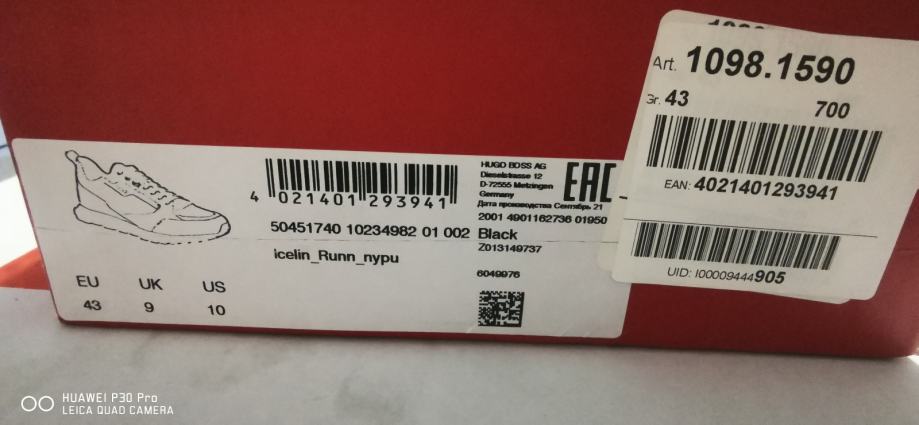 Art. 1098.1590
Gr. 43 700
EAN: 4021401293941
UID: I00009444905
4 021401 293941
50451740 10234982 01 002
icelin_Runn_nypu
HUGO BOSS AG
Dieselstrasse 12
D-72555 Metzingen
Germany
Дата производства Сентябрь 21
EAC
2001 4901162736 01950
Black
Z013149737
6049976
EU UK US
43 9 10
HUAWEI P30 Pro
LEICA QUAD CAMERA